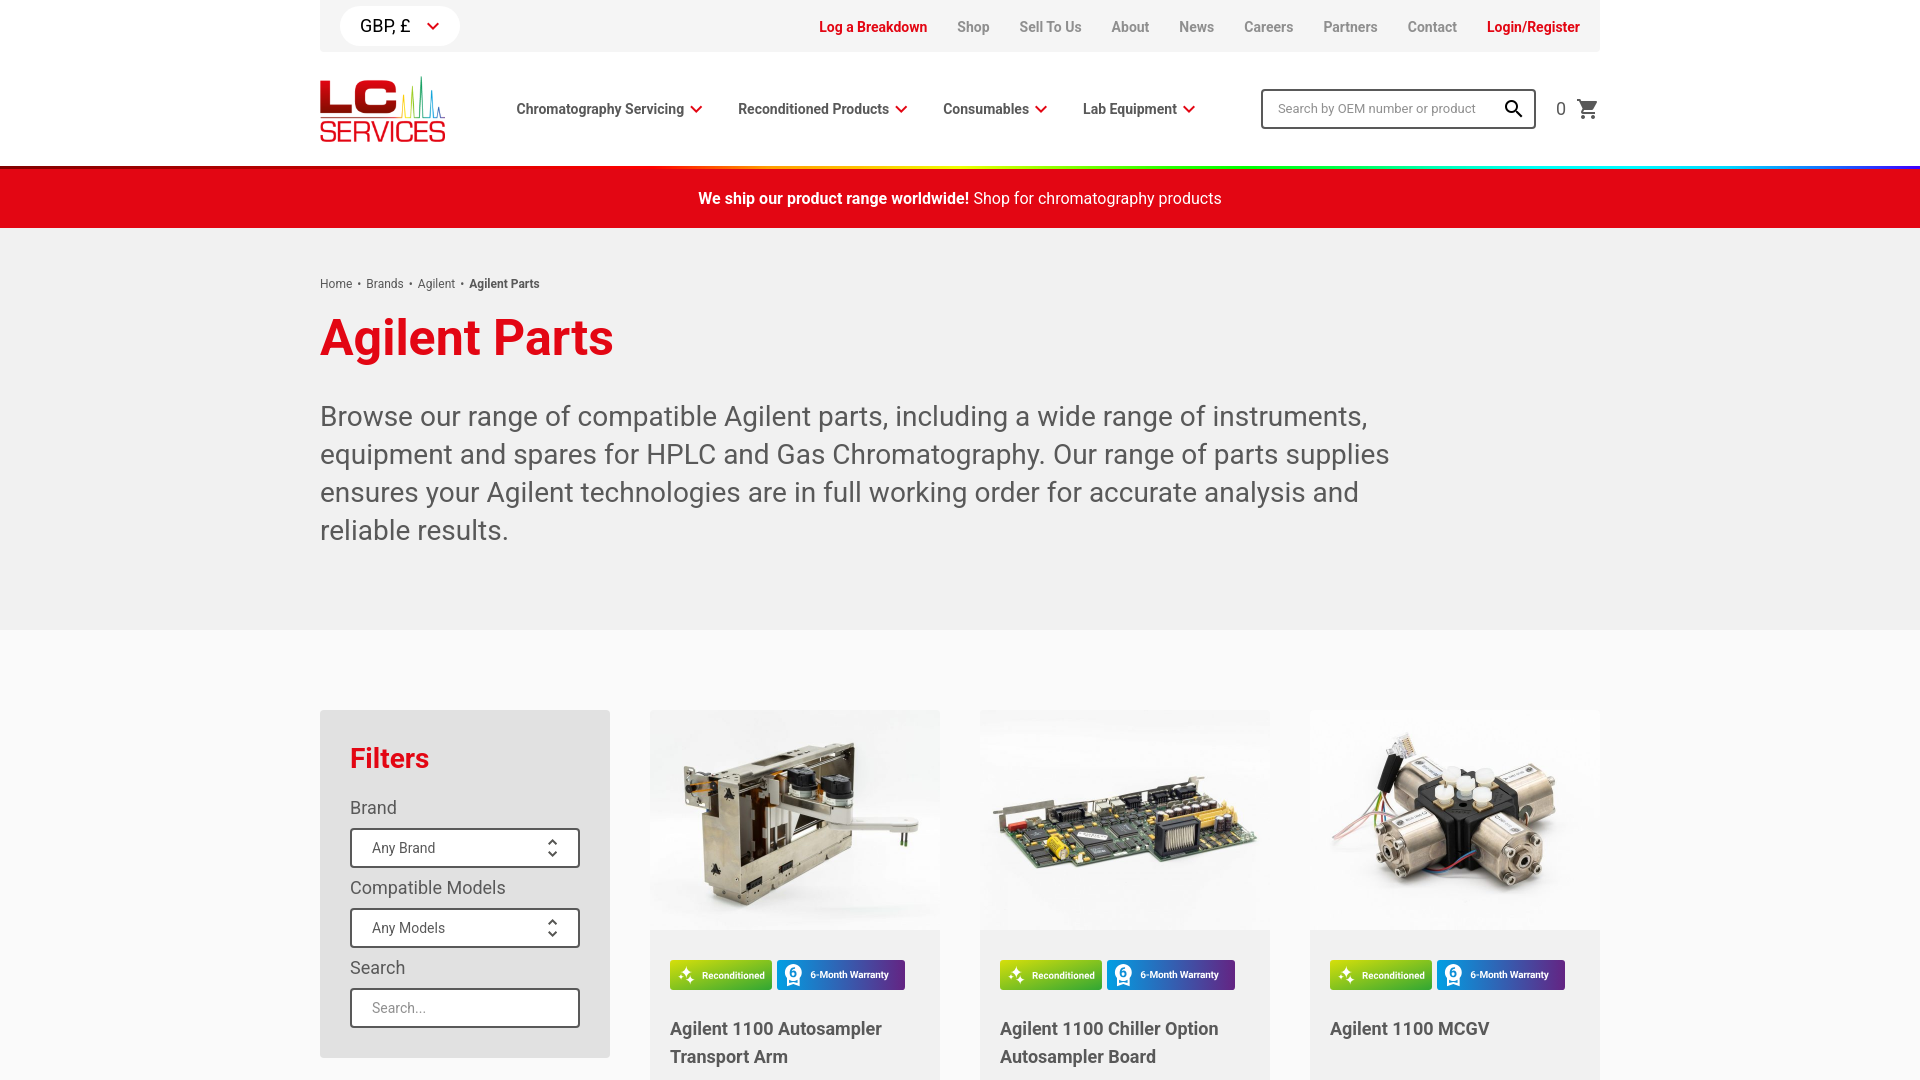 GBP, £
Log a Breakdown Shop Sell To Us About News Careers Partners Contact Login/Register
LC
SERVICES
Chromatography Servicing Reconditioned Products Consumables Lab Equipment
Search by OEM number or product
0
We ship our product range worldwide! Shop for chromatography products
Home • Brands • Agilent • Agilent Parts
Agilent Parts
Browse our range of compatible Agilent parts, including a wide range of instruments,
equipment and spares for HPLC and Gas Chromatography. Our range of parts supplies
ensures your Agilent technologies are in full working order for accurate analysis and
reliable results.
Filters
Brand
Any Brand
Compatible Models
Any Models
Search
Search...
Reconditioned
6
6-Month Warranty
Agilent 1100 Autosampler
Transport Arm
Reconditioned
6
6-Month Warranty
Agilent 1100 Chiller Option
Autosampler Board
Reconditioned
6
6-Month Warranty
Agilent 1100 MCGV